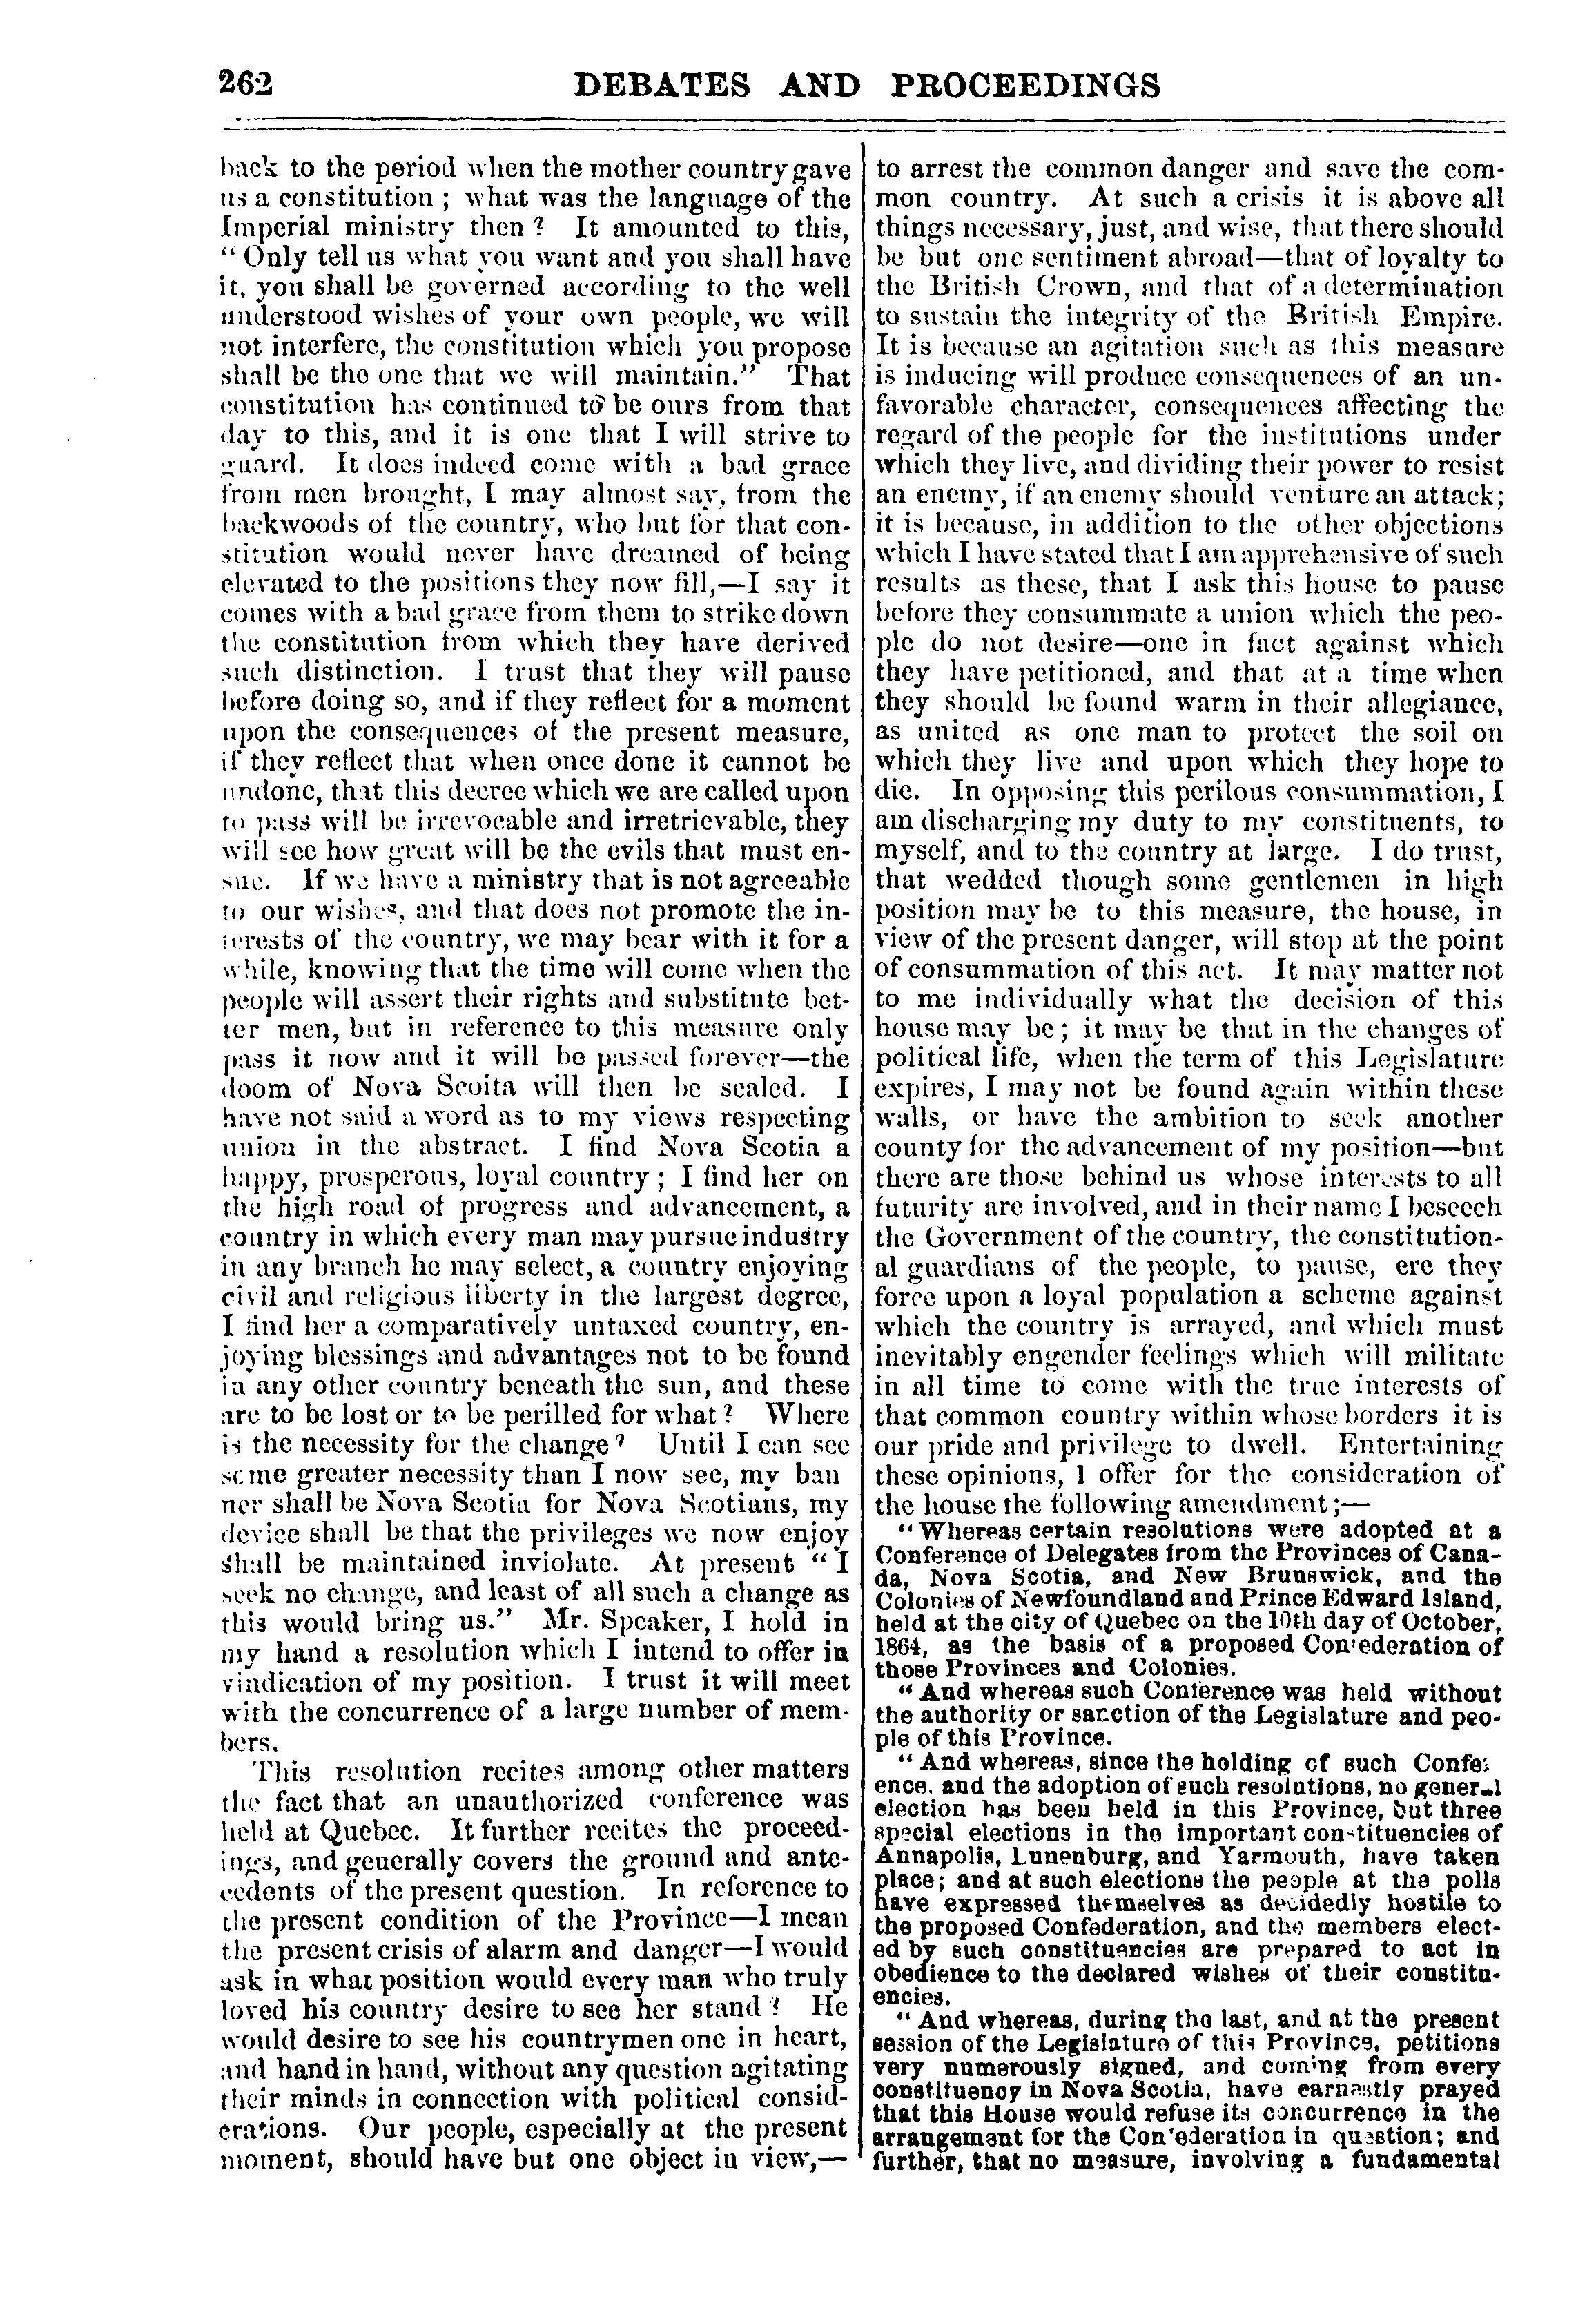 262
DEBATES AND PROCEEDINGS
back to the period when the mother country gave
us a constitution ; what was the language of the
Imperial ministry then ? It amounted to this,
" Only tell us what you want and you shall have
it, you shall be governed according to the well
understood wishes of your own people, we will
not interfere, the constitution which you propose
shall be the one that we will maintain." That
constitution has continued to be ours from that
day to this, and it is one that I will strive to
guard. It does indeed come with a bad grace
from men brought, I may almost say, from the
backwoods of the country, who but for that con-
stitution would never have dreamed of being
elevated to the positions they now fill,—I say it
comes with a bad grace from them to strike down
the constitution from which they have derived
such distinction. I trust that they will pause
before doing so, and if they reflect for a moment
upon the consequences of the present measure,
if they reflect that when once done it cannot be
undone, that this decree which we are called upon
to pass will be irrevocable and irretrievable, they
will see how great will be the evils that must en-
sue. If we have a ministry that is not agreeable
to our wishes, and that does not promote the in-
terests of the country, we may bear with it for a
while, knowing that the time will come when the
people will assert their rights and substitute bet-
ter men, but in reference to this measure only
pass it now and it will be passed forever—the
doom of Nova Scoita will then be sealed. I
have not said a word as to my views respecting
union in the abstract. I find Nova Scotia a
happy, prosperous, loyal country ; I find her on
the high road of progress and advancement, a
country in which every man may pursue industry
in any branch he may select, a country enjoying
civil and religious liberty in the largest degree,
I find her a comparatively untaxed country, en-
joying blessings and advantages not to be found
in any other country beneath the sun, and these
are to be lost or to be perilled for what ? Where
is the necessity for the change ? Until I can see
some greater necessity than I now see, my ban
ner shall be Nova Scotia for Nova Scotians, my
device shall be that the privileges we now enjoy
shall be maintained inviolate. At present " I
seek no change, and least of all such a change as
this would bring us." Mr. Speaker, I hold in
my hand a resolution which I intend to offer in
vindication of my position. I trust it will meet
with the concurrence of a large number of mem-
bers.
This resolution recites among other matters
the fact that an unauthorized conference was
held at Quebec. It further recites the proceed-
ings, and generally covers the ground and ante-
cedents of the present question. In reference to
the present condition of the Province—I mean
the present crisis of alarm and danger—I would
ask in what position would every man who truly
loved his country desire to see her stand ? He
would desire to see his countrymen one in heart,
and hand in hand, without any question agitating
their minds in connection with political consid-
erations. Our people, especially at the present
moment, should have but one object in view,—
to arrest the common danger and save the com-
mon country. At such a crisis it is above all
things necessary, just, and wise, that there should
be but one sentiment abroad—that of loyalty to
the British Crown, and that of a determination
to sustain the integrity of the British Empire.
It is because an agitation such as this measure
is inducing will produce consequences of an un-
favorable character, consequences affecting the
regard of the people for the institutions under
which they live, and dividing their power to resist
an enemy, if an enemy should venture an attack;
it is because, in addition to the other objections
which I have stated that I am apprehensive of such
results as these, that I ask this house to pause
before they consummate a union which the peo-
ple do not desire—one in fact against which
they have petitioned, and that at a time when
they should be found warm in their allegiance,
as united as one man to protect the soil on
which they live and upon which they hope to
die. In opposing this perilous consummation, I
am discharging my duty to my constituents, to
myself, and to the country at large. I do trust,
that wedded though some gentlemen in high
position may be to this measure, the house, in
view of the present danger, will stop at the point
of consummation of this act. It may matter not
to me individually what the decision of this
house may be ; it may be that in the changes of
political life, when the term of this Legislature
expires, I may not be found again within these
walls, or have the ambition to seek another
county for the advancement of my position—but
there are those behind us whose interests to all
futurity are involved, and in their name I beseech
the Government of the country, the constitution-
al guardians of the people, to pause, ere they
force upon a loyal population a scheme against
which the country is arrayed, and which must
inevitably engender feelings which will militate
in all time to come with the true interests of
that common country within whose borders it is
our pride and privilege to dwell. Entertaining
these opinions, I offer for the consideration of
the house the following amendment ;—
" Whereas certain resolutions were adopted at a
Conference of Delegates from the Provinces of Cana-
da, Nova Scotia, and New Brunswick, and the
Colonies of Newfoundland and Prince Edward Island,
held at the city of Quebec on the 10th day of October,
1864, as the basis of a proposed Confederation of
those Provinces and Colonies.
" And whereas such Conference was held without
the authority or sanction of the Legislature and peo-
ple of this Province.
" And whereas, since the holding of such Confer-
ence, and the adoption of such resolutions, no general
election has been held in this Province, but three
special elections in the important constituencies of
Annapolis, Lunenburg, and Yarmouth, have taken
place; and at such elections the people at the polls
have expressed themselves as decidedly hostile to
the proposed Confederation, and the members elect-
ed by such constituencies are prepared to act in
obedience to the declared wishes of their constitu-
encies.
" And whereas, during the last, and at the present
session of the Legislature of this Province, petitions
very numerously signed, and coming from every
constituency in Nova Scotia, have earnestly prayed
that this House would refuse its concurrence in the
arrangement for the Confederation in question; and
further, that no measure, involving a fundamental